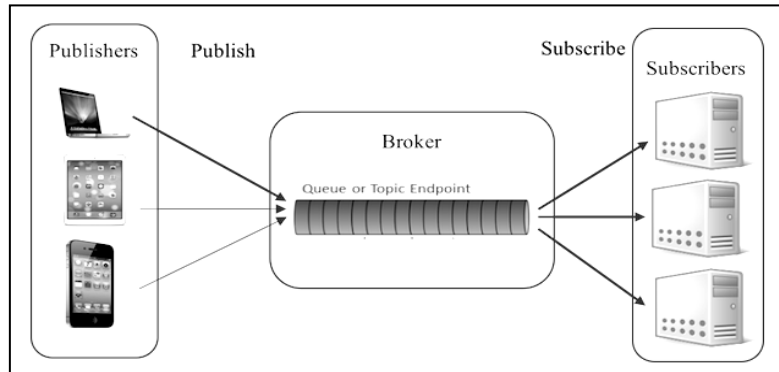 Publishers
Publish
Subscribe
Subscribers
Broker
Queue or Topic Endpoint